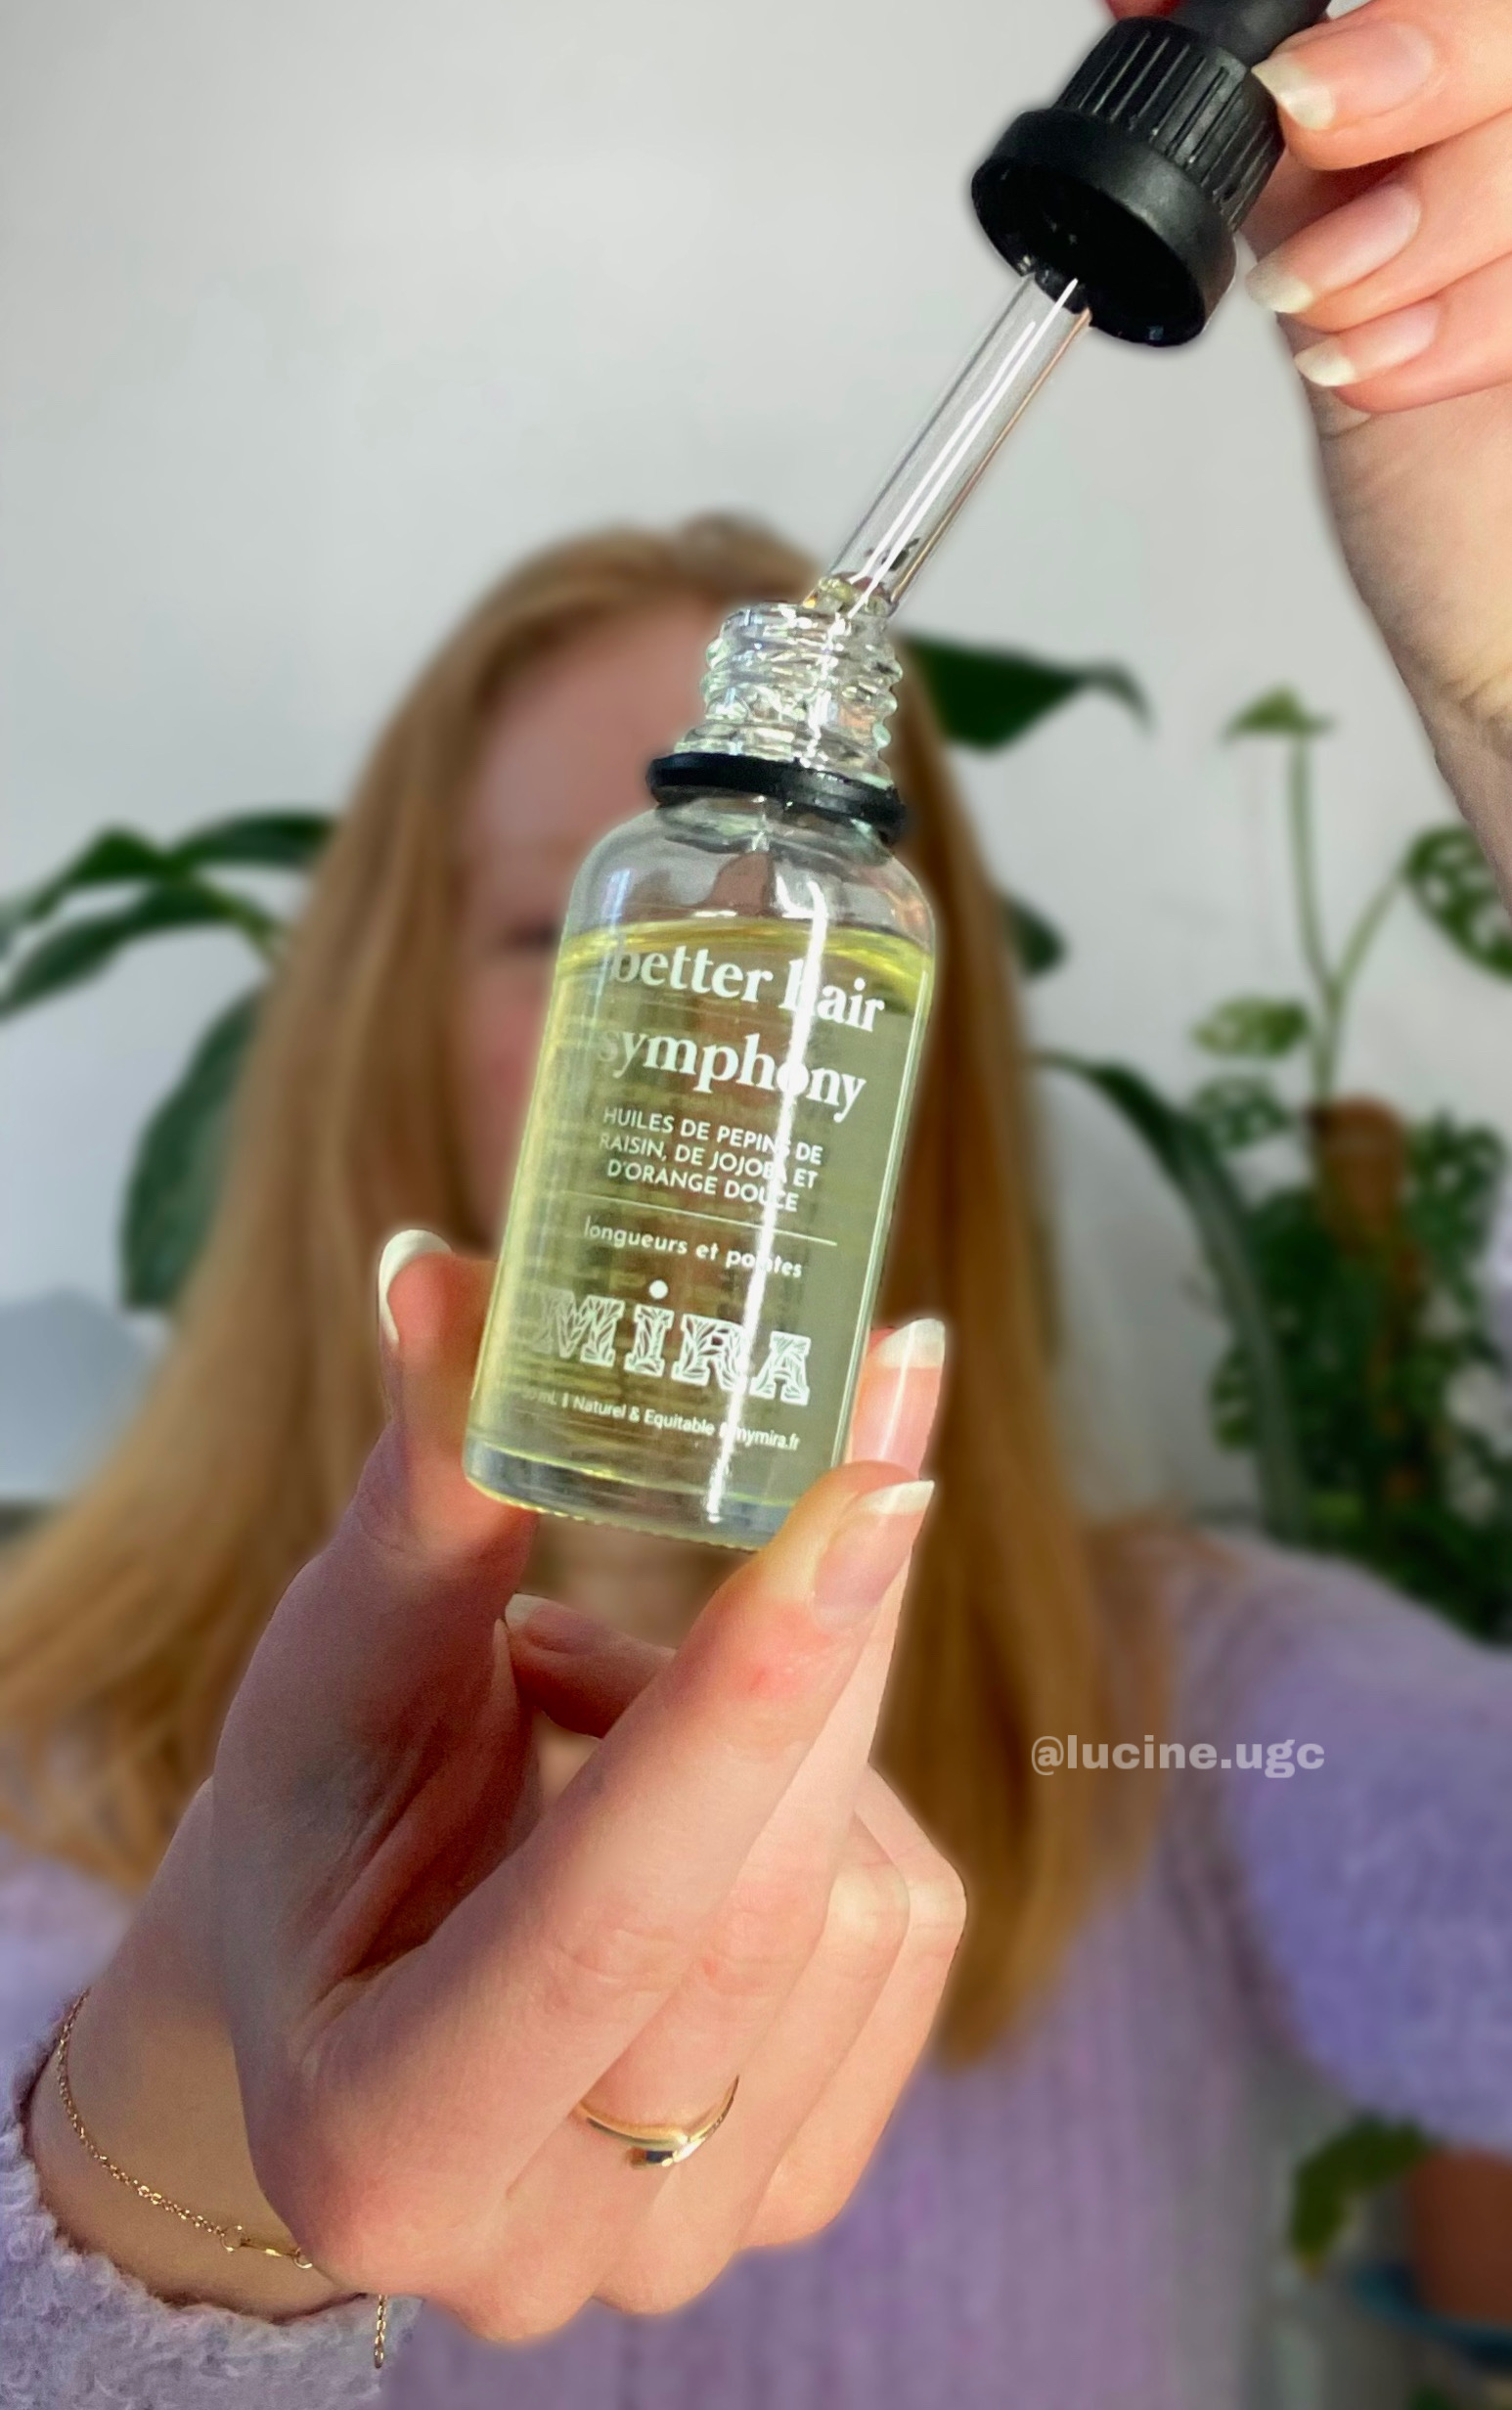 better hair
symphony
HUILES DE PEPINS DE
RAISIN, DE JOJOBA ET
D'ORANGE DOUCE
longueurs et pointes
MIRA
mL | Naturel & Equitable | mymira.fr
@lucine.ugc